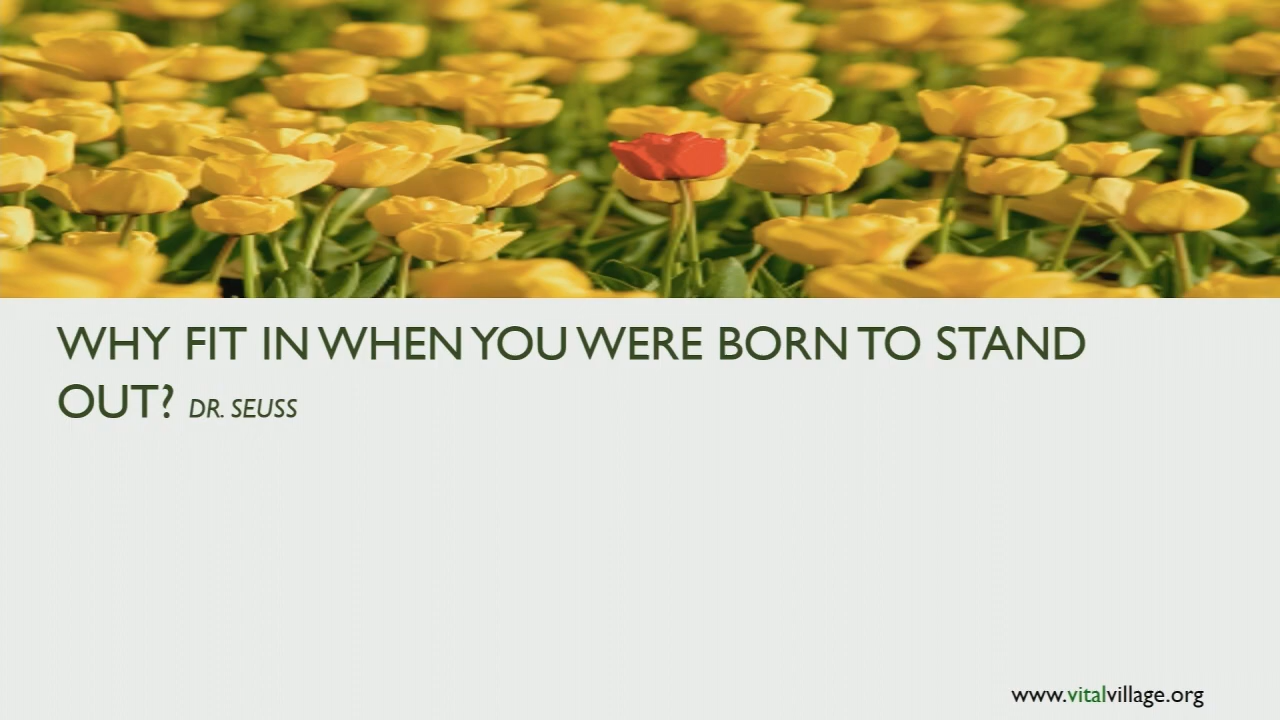 WHY FIT IN WHEN YOU WERE BORN TO STAND
OUT? DR. SEUSS
www.vitalvillage.org